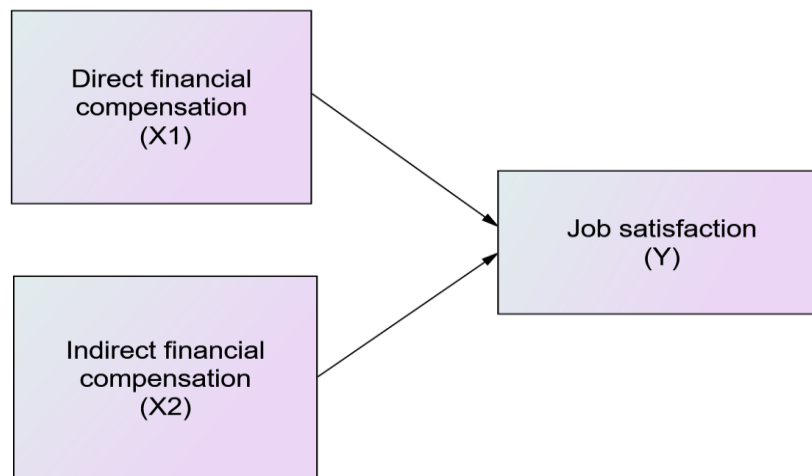 Direct financial
compensation
(X1)
Job satisfaction
(Y)
Indirect financial
compensation
(X2)